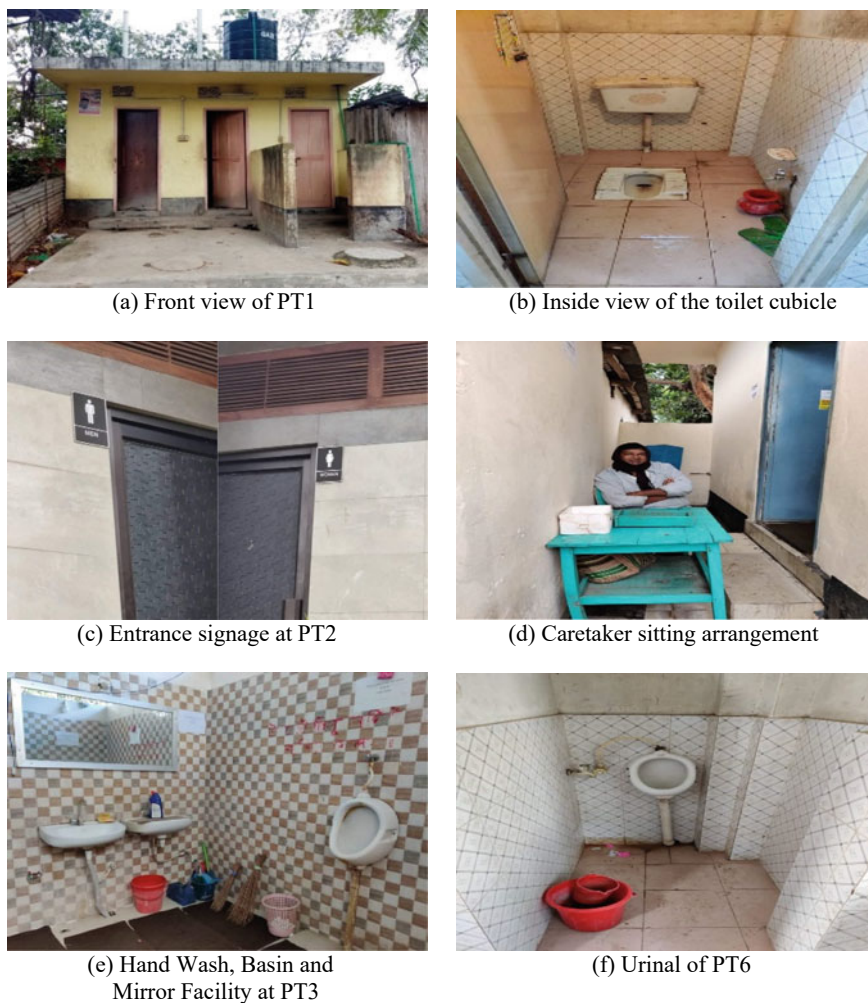 (a) Front view of PT1
(b) Inside view of the toilet cubicle
MEN
WOMEN
(c) Entrance signage at PT2
(d) Caretaker sitting arrangement
(e) Hand Wash, Basin and
Mirror Facility at PT3
(f) Urinal of PT6